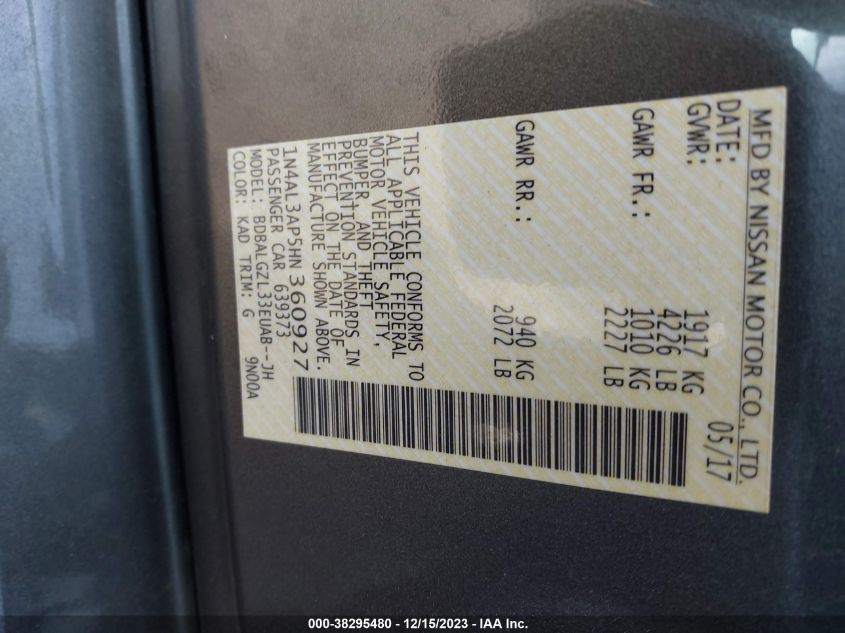 MFD BY NISSAN MOTOR CO., LTD.
DATE: 05/17
GVWR: 1917 KG
4226 LB
GAWR FR.: 1010 KG
2227 LB
GAWR RR.: 940 KG
2072 LB
THIS VEHICLE CONFORMS TO
ALL APPLICABLE FEDERAL
MOTOR VEHICLE SAFETY,
BUMPER, AND THEFT
PREVENTION STANDARDS IN
EFFECT ON THE DATE OF
MANUFACTURE SHOWN ABOVE.
1N4AL3AP5HN360927
PASSENGER CAR 639373
MODEL: BDBALGZL33EUAB--JH
COLOR: KAD TRIM: G 9N00A
000-38295480 - 12/15/2023 - IAA Inc.